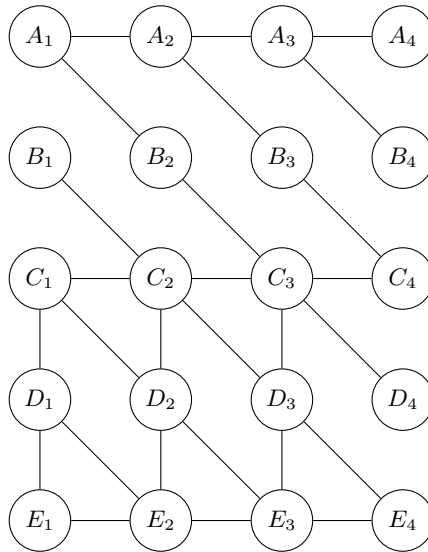 A₁ A₂ A₃ A₄
B₁ B₂ B₃ B₄
C₁ C₂ C₃ C₄
D₁ D₂ D₃ D₄
E₁ E₂ E₃ E₄